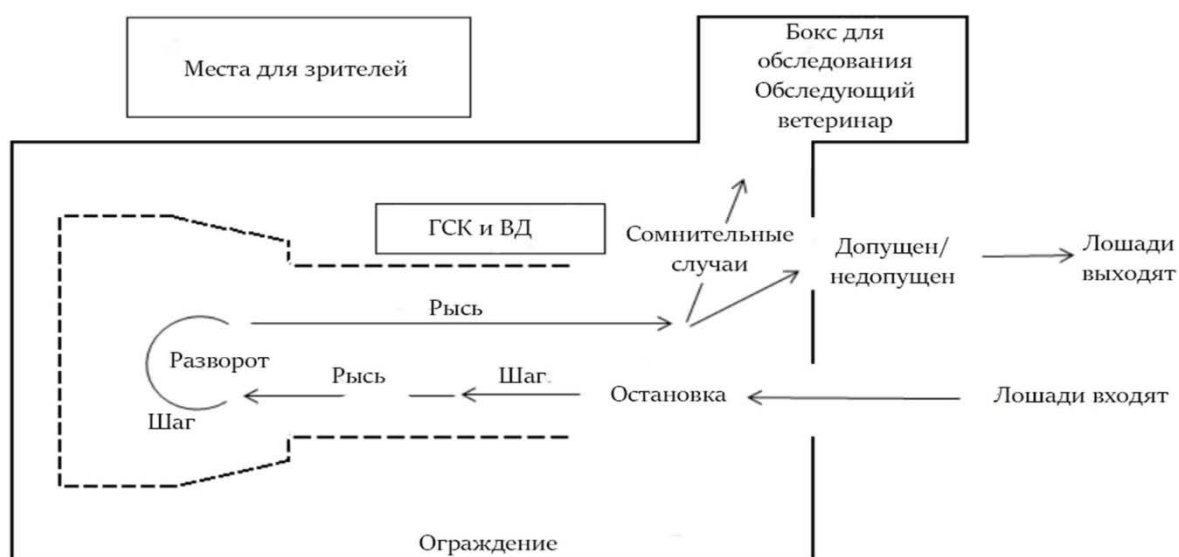 Места для зрителей
Бокс для
обследования
Обследующий
ветеринар
ГСК и ВД
Сомнительные
случаи
Допущен/
недопущен
Лошади
выходят
Рысь
Разворот
Рысь
Шаг.
Остановка
Лошади входят
Шаг
Ограждение